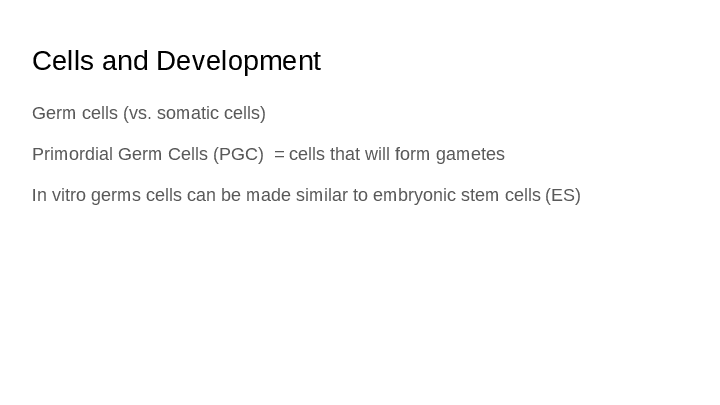 Cells and Development
Germ cells (vs. somatic cells)
Primordial Germ Cells (PGC)  = cells that will form gametes
In vitro germs cells can be made similar to embryonic stem cells (ES)